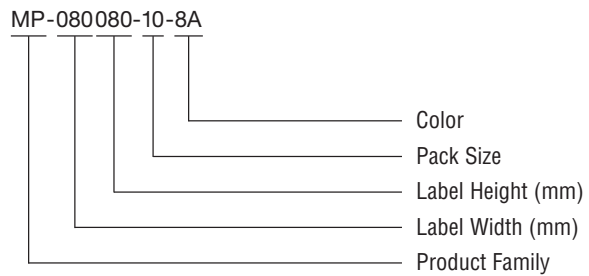 MP-080080-10-8A
Color
Pack Size
Label Height (mm)
Label Width (mm)
Product Family